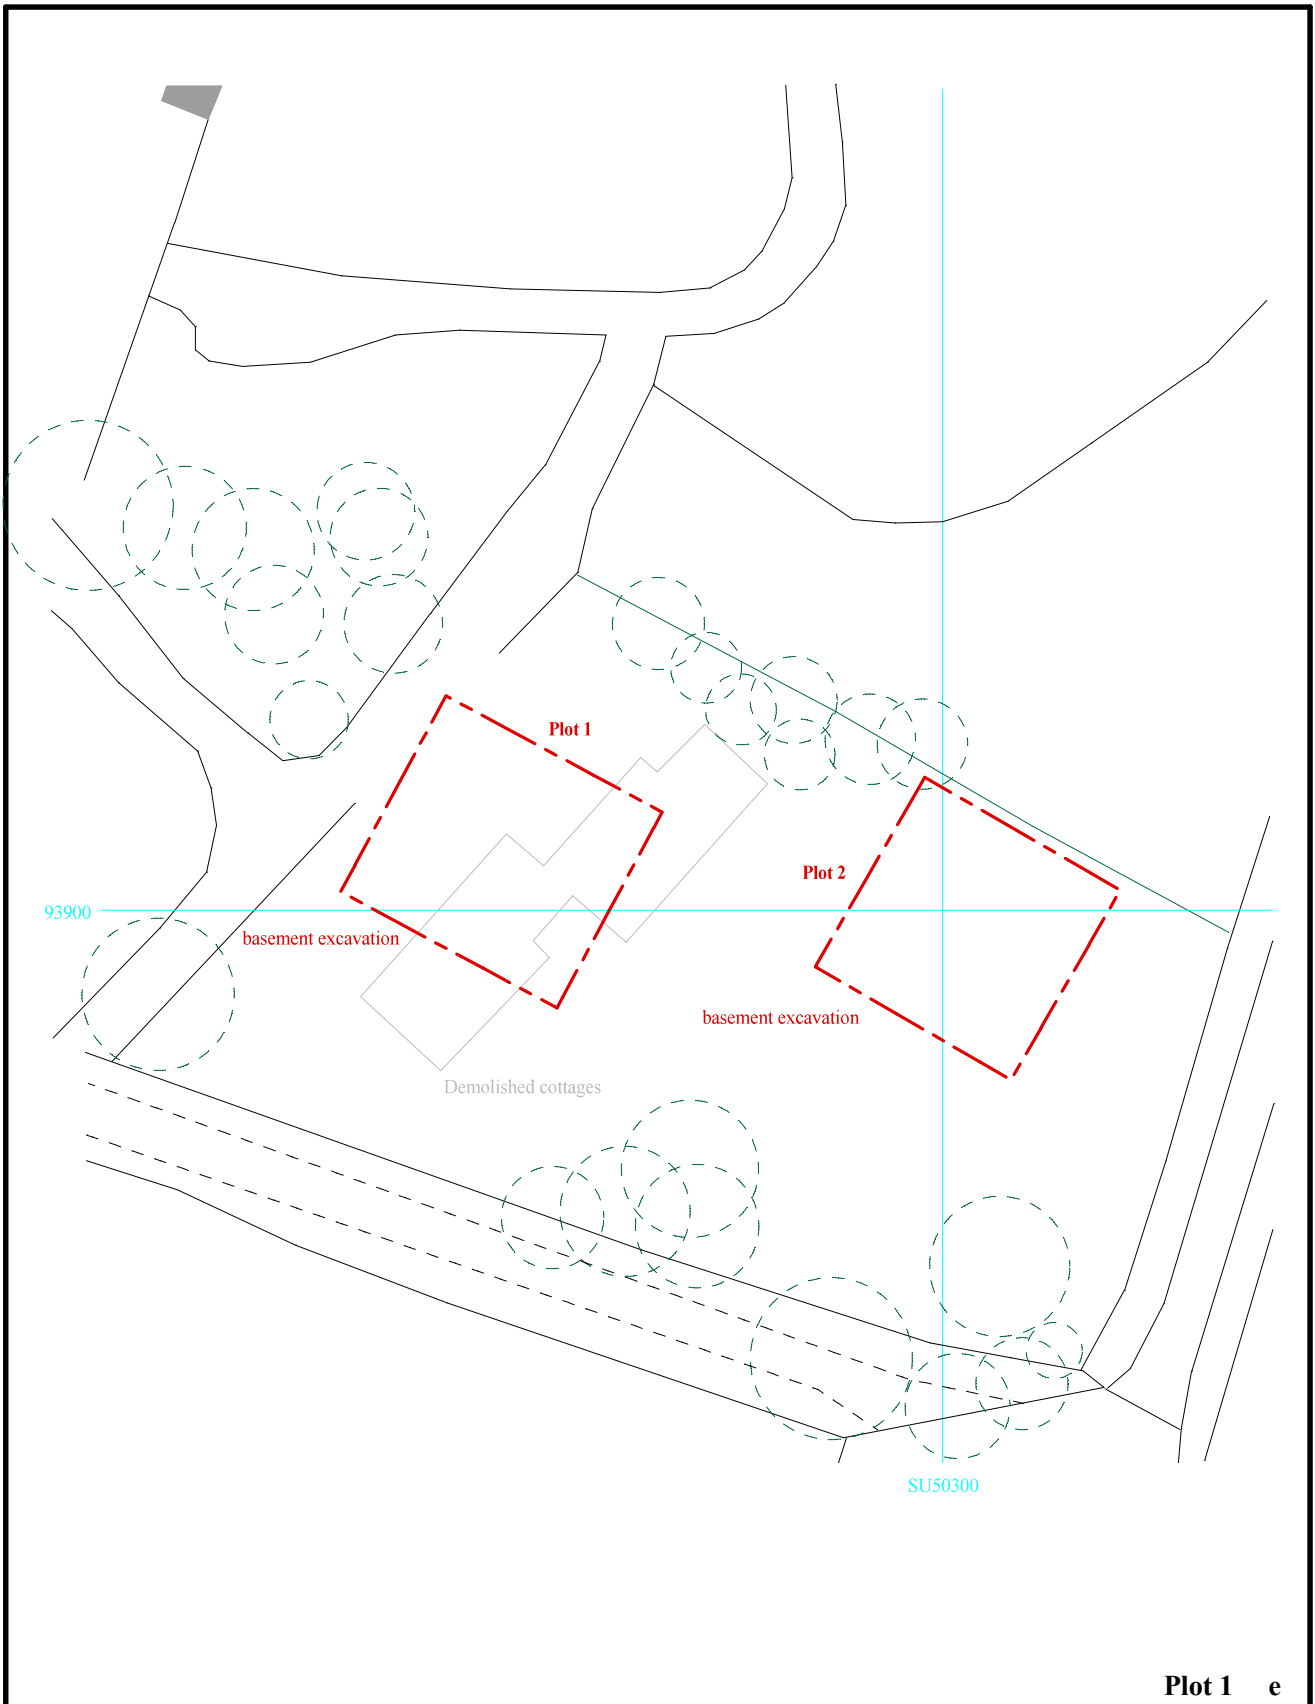 Plot 1
Plot 2
93900
basement excavation
basement excavation
Demolished cottages
SU50300
Plot 1 e